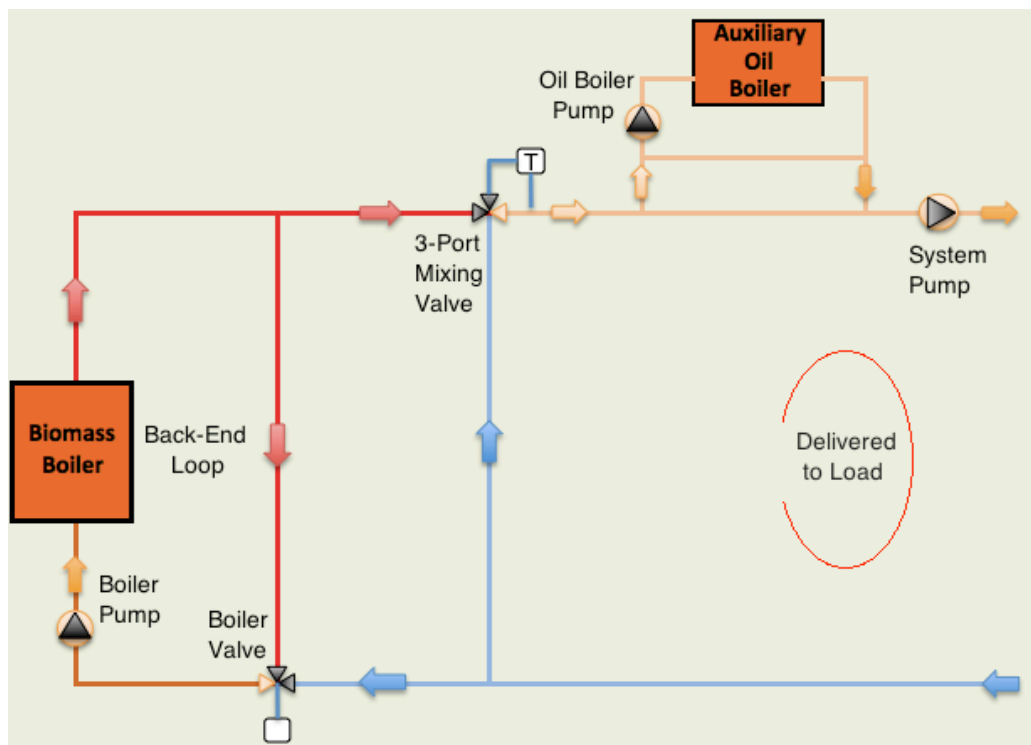 Auxiliary
Oil
Boiler
Oil Boiler
Pump
T
3-Port
Mixing
Valve
System
Pump
Biomass
Boiler
Back-End
Loop
Delivered
to Load
Boiler
Pump
Boiler
Valve